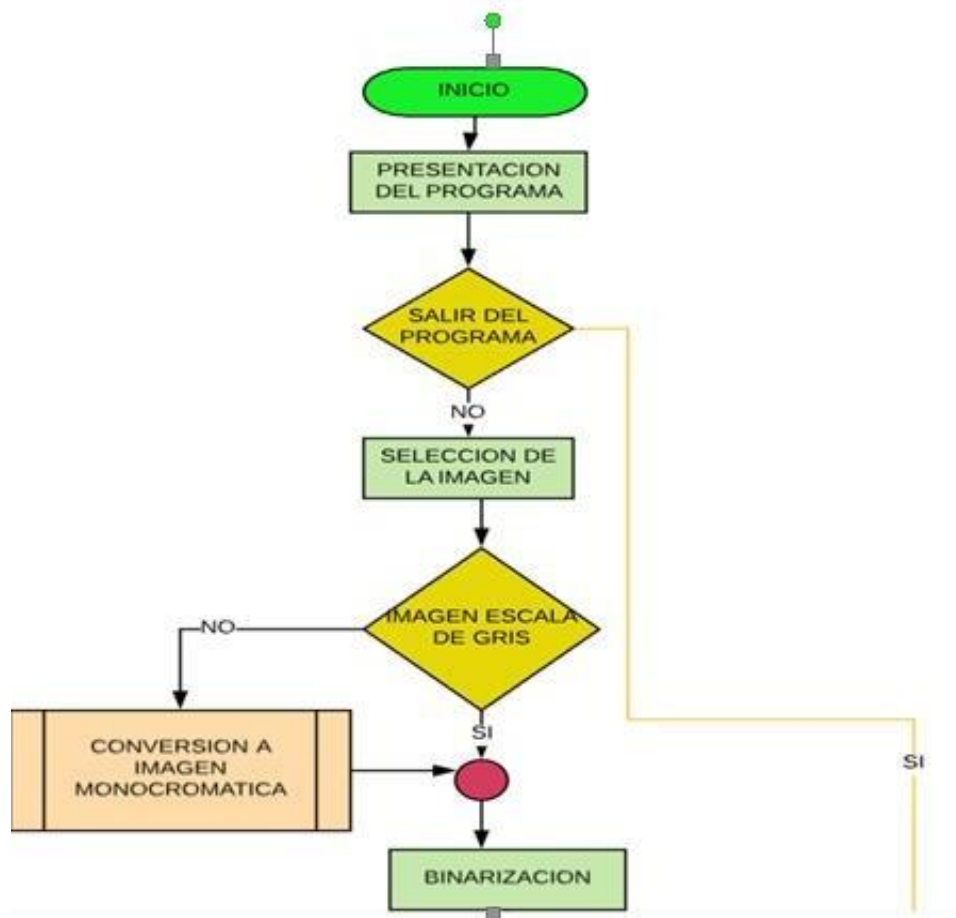 INICIO
PRESENTACION
DEL PROGRAMA
SALIR DEL
PROGRAMA
NO
SELECCION DE
LA IMAGEN
IMAGEN ESCALA
DE GRIS
NO
SI
CONVERSION A
IMAGEN
MONOCROMATICA
SI
BINARIZACION